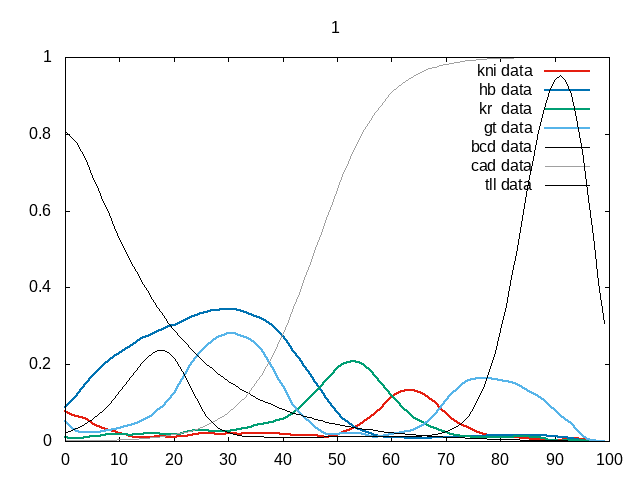 1
1
0.8
0.6
0.4
0.2
0
0 10 20 30 40 50 60 70 80 90 100
kni data
hb data
kr data
gt data
bcd data
cad data
tll data